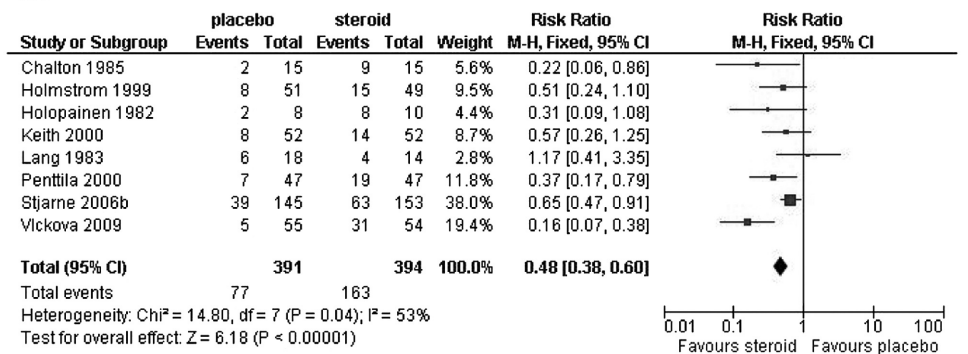 placebo steroid Risk Ratio Risk Ratio
Study or Subgroup Events Total Events Total Weight M-H, Fixed, 95% CI M-H, Fixed, 95% CI
Chalton 1985 2 15 9 15 5.6% 0.22 [0.06, 0.86]
Holmstrom 1999 8 51 15 49 9.5% 0.51 [0.24, 1.10]
Holopainen 1982 2 8 8 10 4.4% 0.31 [0.09, 1.08]
Keith 2000 8 52 14 52 8.7% 0.57 [0.26, 1.25]
Lang 1983 6 18 4 14 2.8% 1.17 [0.41, 3.35]
Penttila 2000 7 47 19 47 11.8% 0.37 [0.17, 0.79]
Stjarne 2006b 39 145 63 153 38.0% 0.65 [0.47, 0.91]
Vlckova 2009 5 55 31 54 19.4% 0.16 [0.07, 0.38]
Total (95% CI) 391 394 100.0% 0.48 [0.38, 0.60]
Total events 77 163
Heterogeneity: Chi² = 14.80, df = 7 (P = 0.04); I² = 53%
Test for overall effect: Z = 6.18 (P < 0.00001)
0.01 0.1 1 10 100
Favours steroid Favours placebo